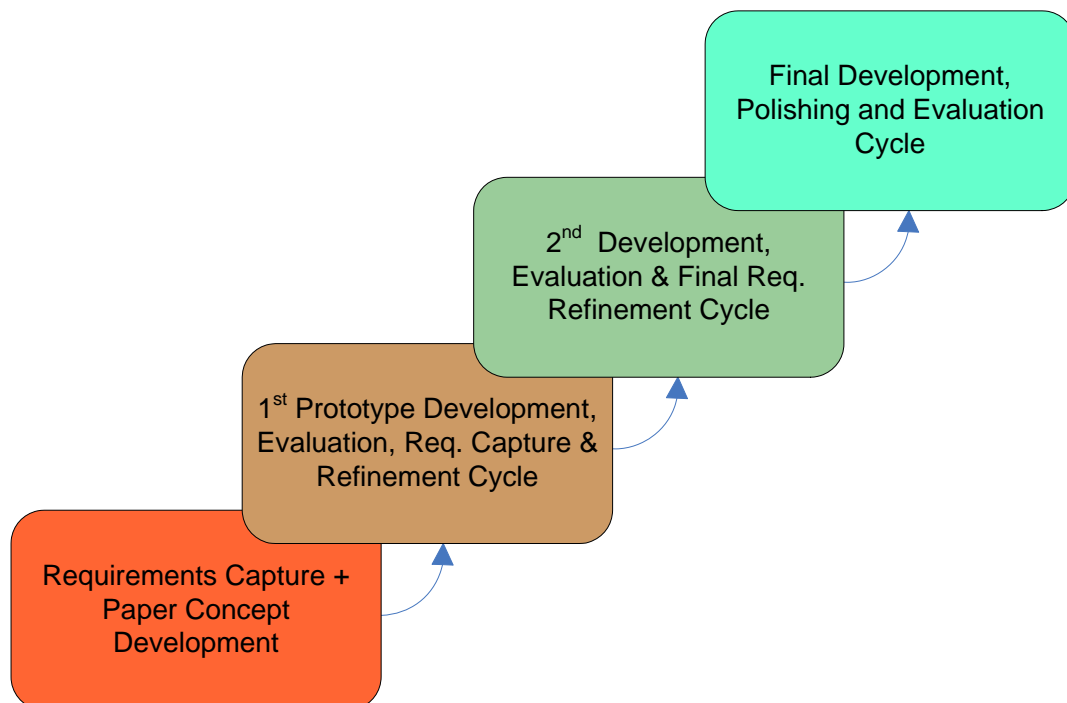 Final Development,
Polishing and Evaluation
Cycle
2nd Development,
Evaluation & Final Req.
Refinement Cycle
1st Prototype Development,
Evaluation, Req. Capture &
Refinement Cycle
Requirements Capture +
Paper Concept
Development